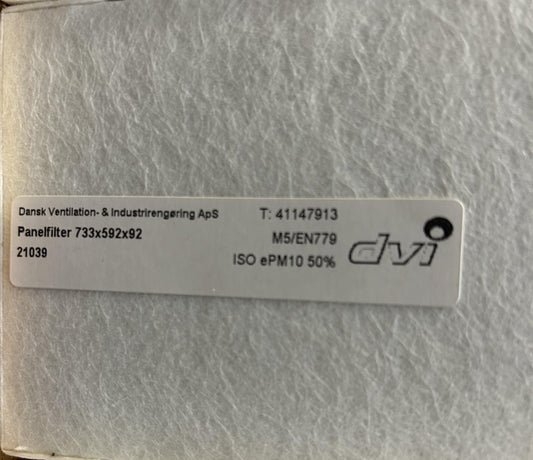 Dansk Ventilation- & Industrirengøring ApS
T: 41147913
Panelfilter 733x592x92
M5/EN779
21039
ISO ePM10 50%
dvi